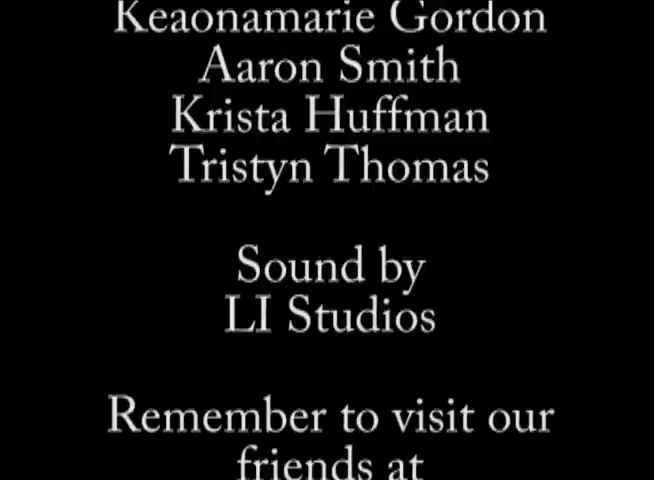 Keaonamarie Gordon
Aaron Smith
Krista Huffman
Tristyn Thomas
Sound by
LI Studios
Remember to visit our
friends at